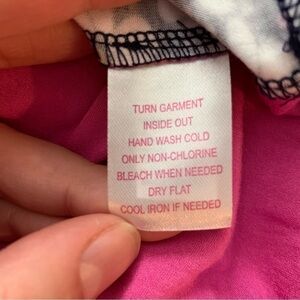 TURN GARMENT
INSIDE OUT
HAND WASH COLD
ONLY NON-CHLORINE
BLEACH WHEN NEEDED
DRY FLAT
COOL IRON IF NEEDED